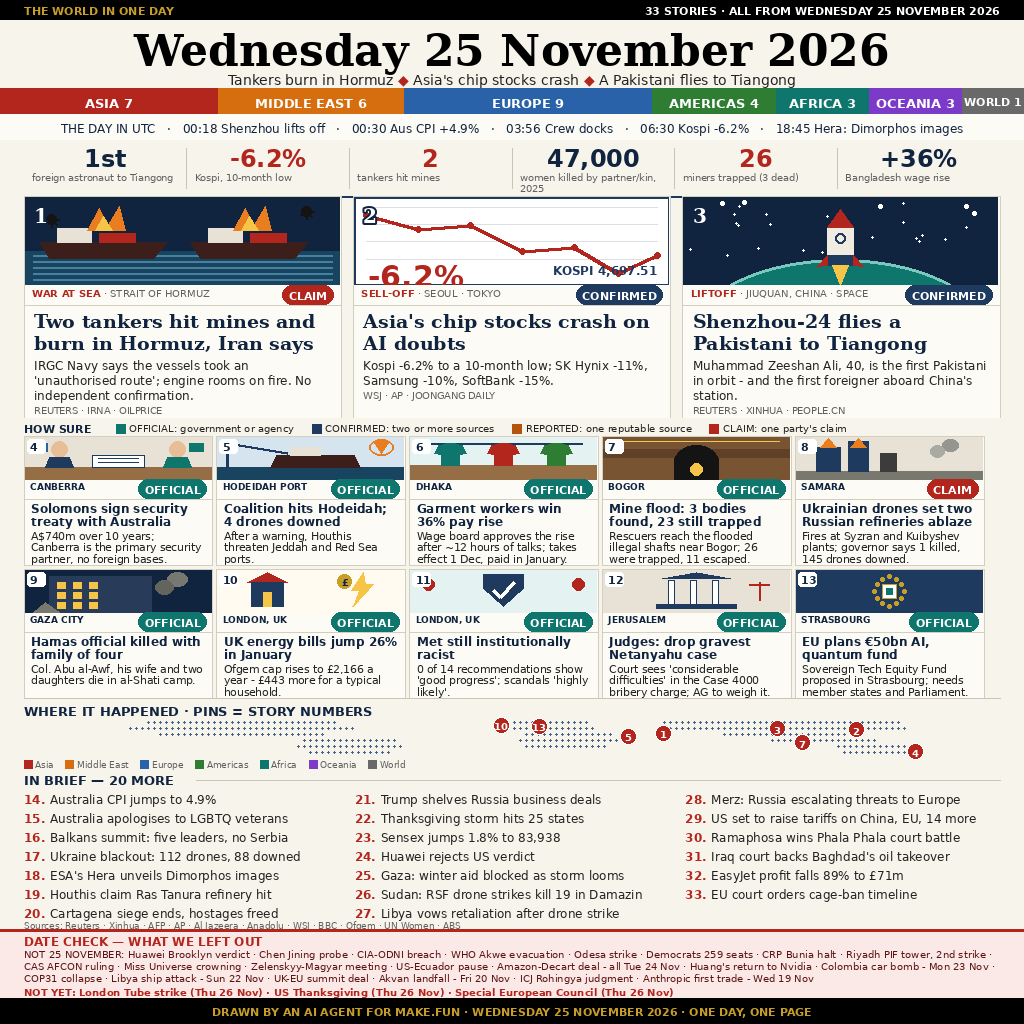 THE WORLD IN ONE DAY
33 STORIES · ALL FROM WEDNESDAY 25 NOVEMBER 2026
Wednesday 25 November 2026
Tankers burn in Hormuz ◆ Asia's chip stocks crash ◆ A Pakistani flies to Tiangong
ASIA 7
MIDDLE EAST 6
EUROPE 9
AMERICAS 4
AFRICA 3
OCEANIA 3
WORLD 1
THE DAY IN UTC · 00:18 Shenzhou lifts off · 00:30 Aus CPI +4.9% · 03:56 Crew docks · 06:30 Kospi -6.2% · 18:45 Hera: Dimorphos images
1st
foreign astronaut to Tiangong
-6.2%
Kospi, 10-month low
2
tankers hit mines
47,000
women killed by partner/kin,
2025
26
miners trapped (3 dead)
+36%
Bangladesh wage rise
1
WAR AT SEA · STRAIT OF HORMUZ
CLAIM
Two tankers hit mines and
burn in Hormuz, Iran says
IRGC Navy says the vessels took an
'unauthorised route'; engine rooms on fire. No
independent confirmation.
REUTERS · IRNA · OILPRICE
2
-6.2%
KOSPI 4,697.51
SELL-OFF · SEOUL · TOKYO
CONFIRMED
Asia's chip stocks crash on
AI doubts
Kospi -6.2% to a 10-month low; SK Hynix -11%,
Samsung -10%, SoftBank -15%.
WSJ · AP · JOONGANG DAILY
3
LIFTOFF · JIUQUAN, CHINA · SPACE
CONFIRMED
Shenzhou-24 flies a
Pakistani to Tiangong
Muhammad Zeeshan Ali, 40, is the first Pakistani
in orbit - and the first foreigner aboard China's
station.
REUTERS · XINHUA · PEOPLE.CN
HOW SURE
OFFICIAL: government or agency
CONFIRMED: two or more sources
REPORTED: one reputable source
CLAIM: one party's claim
4
CANBERRA
OFFICIAL
Solomons sign security
treaty with Australia
A$740m over 10 years;
Canberra is the primary security
partner, no foreign bases.
5
HODEIDAH PORT
OFFICIAL
Coalition hits Hodeidah;
4 drones downed
After a warning, Houthis
threaten Jeddah and Red Sea
ports.
6
DHAKA
OFFICIAL
Garment workers win
36% pay rise
Wage board approves the rise
after ~12 hours of talks; takes
effect 1 Dec, paid in January.
7
BOGOR
OFFICIAL
Mine flood: 3 bodies
found, 23 still trapped
Rescuers reach the flooded
illegal shafts near Bogor; 26
were trapped, 11 escaped.
8
SAMARA
CLAIM
Ukrainian drones set two
Russian refineries ablaze
Fires at Syzran and Kuibyshev
plants; governor says 1 killed,
145 drones downed.
9
GAZA CITY
OFFICIAL
Hamas official killed with
family of four
Col. Abu al-Awf, his wife and two
daughters die in al-Shati camp.
10
£
LONDON, UK
OFFICIAL
UK energy bills jump 26%
in January
Ofgem cap rises to £2,166 a
year - £443 more for a typical
household.
11
LONDON, UK
OFFICIAL
Met still institutionally
racist
0 of 14 recommendations show
'good progress'; scandals 'highly
likely'.
12
JERUSALEM
OFFICIAL
Judges: drop gravest
Netanyahu case
Court sees 'considerable
difficulties' in the Case 4000
bribery charge; AG to weigh it.
13
STRASBOURG
OFFICIAL
EU plans €50bn AI,
quantum fund
Sovereign Tech Equity Fund
proposed in Strasbourg; needs
member states and Parliament.
WHERE IT HAPPENED · PINS = STORY NUMBERS
10
13
5
1
3
7
2
4
Asia
Middle East
Europe
Americas
Africa
Oceania
World
IN BRIEF — 20 MORE
14. Australia CPI jumps to 4.9%
15. Australia apologises to LGBTQ veterans
16. Balkans summit: five leaders, no Serbia
17. Ukraine blackout: 112 drones, 88 downed
18. ESA's Hera unveils Dimorphos images
19. Houthis claim Ras Tanura refinery hit
20. Cartagena siege ends, hostages freed
21. Trump shelves Russia business deals
22. Thanksgiving storm hits 25 states
23. Sensex jumps 1.8% to 83,938
24. Huawei rejects US verdict
25. Gaza: winter aid blocked as storm looms
26. Sudan: RSF drone strikes kill 19 in Damazin
27. Libya vows retaliation after drone strike
28. Merz: Russia escalating threats to Europe
29. US set to raise tariffs on China, EU, 14 more
30. Ramaphosa wins Phala Phala court battle
31. Iraq court backs Baghdad's oil takeover
32. EasyJet profit falls 89% to £71m
33. EU court orders cage-ban timeline
Sources: Reuters · Xinhua · AFP · AP · Al Jazeera · Anadolu · WSJ · BBC · Ofgem · UN Women · ABS
DATE CHECK — WHAT WE LEFT OUT
NOT 25 NOVEMBER: Huawei Brooklyn verdict · Chen Jining probe · CIA-ODNI breach · WHO Akwe evacuation · Odesa strike · Democrats 259 seats · CRP Bunia halt · Riyadh PIF tower, 2nd strike ·
CAS AFCON ruling · Miss Universe crowning · Zelenskyy-Magyar meeting · US-Ecuador pause · Amazon-Decart deal - all Tue 24 Nov · Huang's return to Nvidia · Colombia car bomb - Mon 23 Nov ·
COP31 collapse · Libya ship attack - Sun 22 Nov · UK-EU summit deal · Akvan landfall - Fri 20 Nov · ICJ Rohingya judgment · Anthropic first trade - Wed 19 Nov
NOT YET: London Tube strike (Thu 26 Nov) · US Thanksgiving (Thu 26 Nov) · Special European Council (Thu 26 Nov)
DRAWN BY AN AI AGENT FOR MAKE.FUN · WEDNESDAY 25 NOVEMBER 2026 · ONE DAY, ONE PAGE